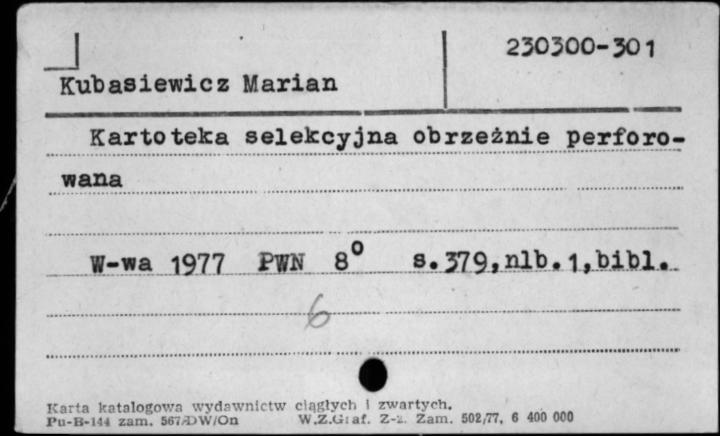 230300-301
Kubasiewicz Marian
Kartoteka selekcyjna obrzeżnie perforo-
wana
W-wa 1977 PWN 8° s.379,nlb.1,bibl.
6
Karta katalogowa wydawnictw ciągłych i zwartych.
Pu-B-144 zam. 567/DW/On W.Z.Graf. Z-2. Zam. 502/77, 6 400 000